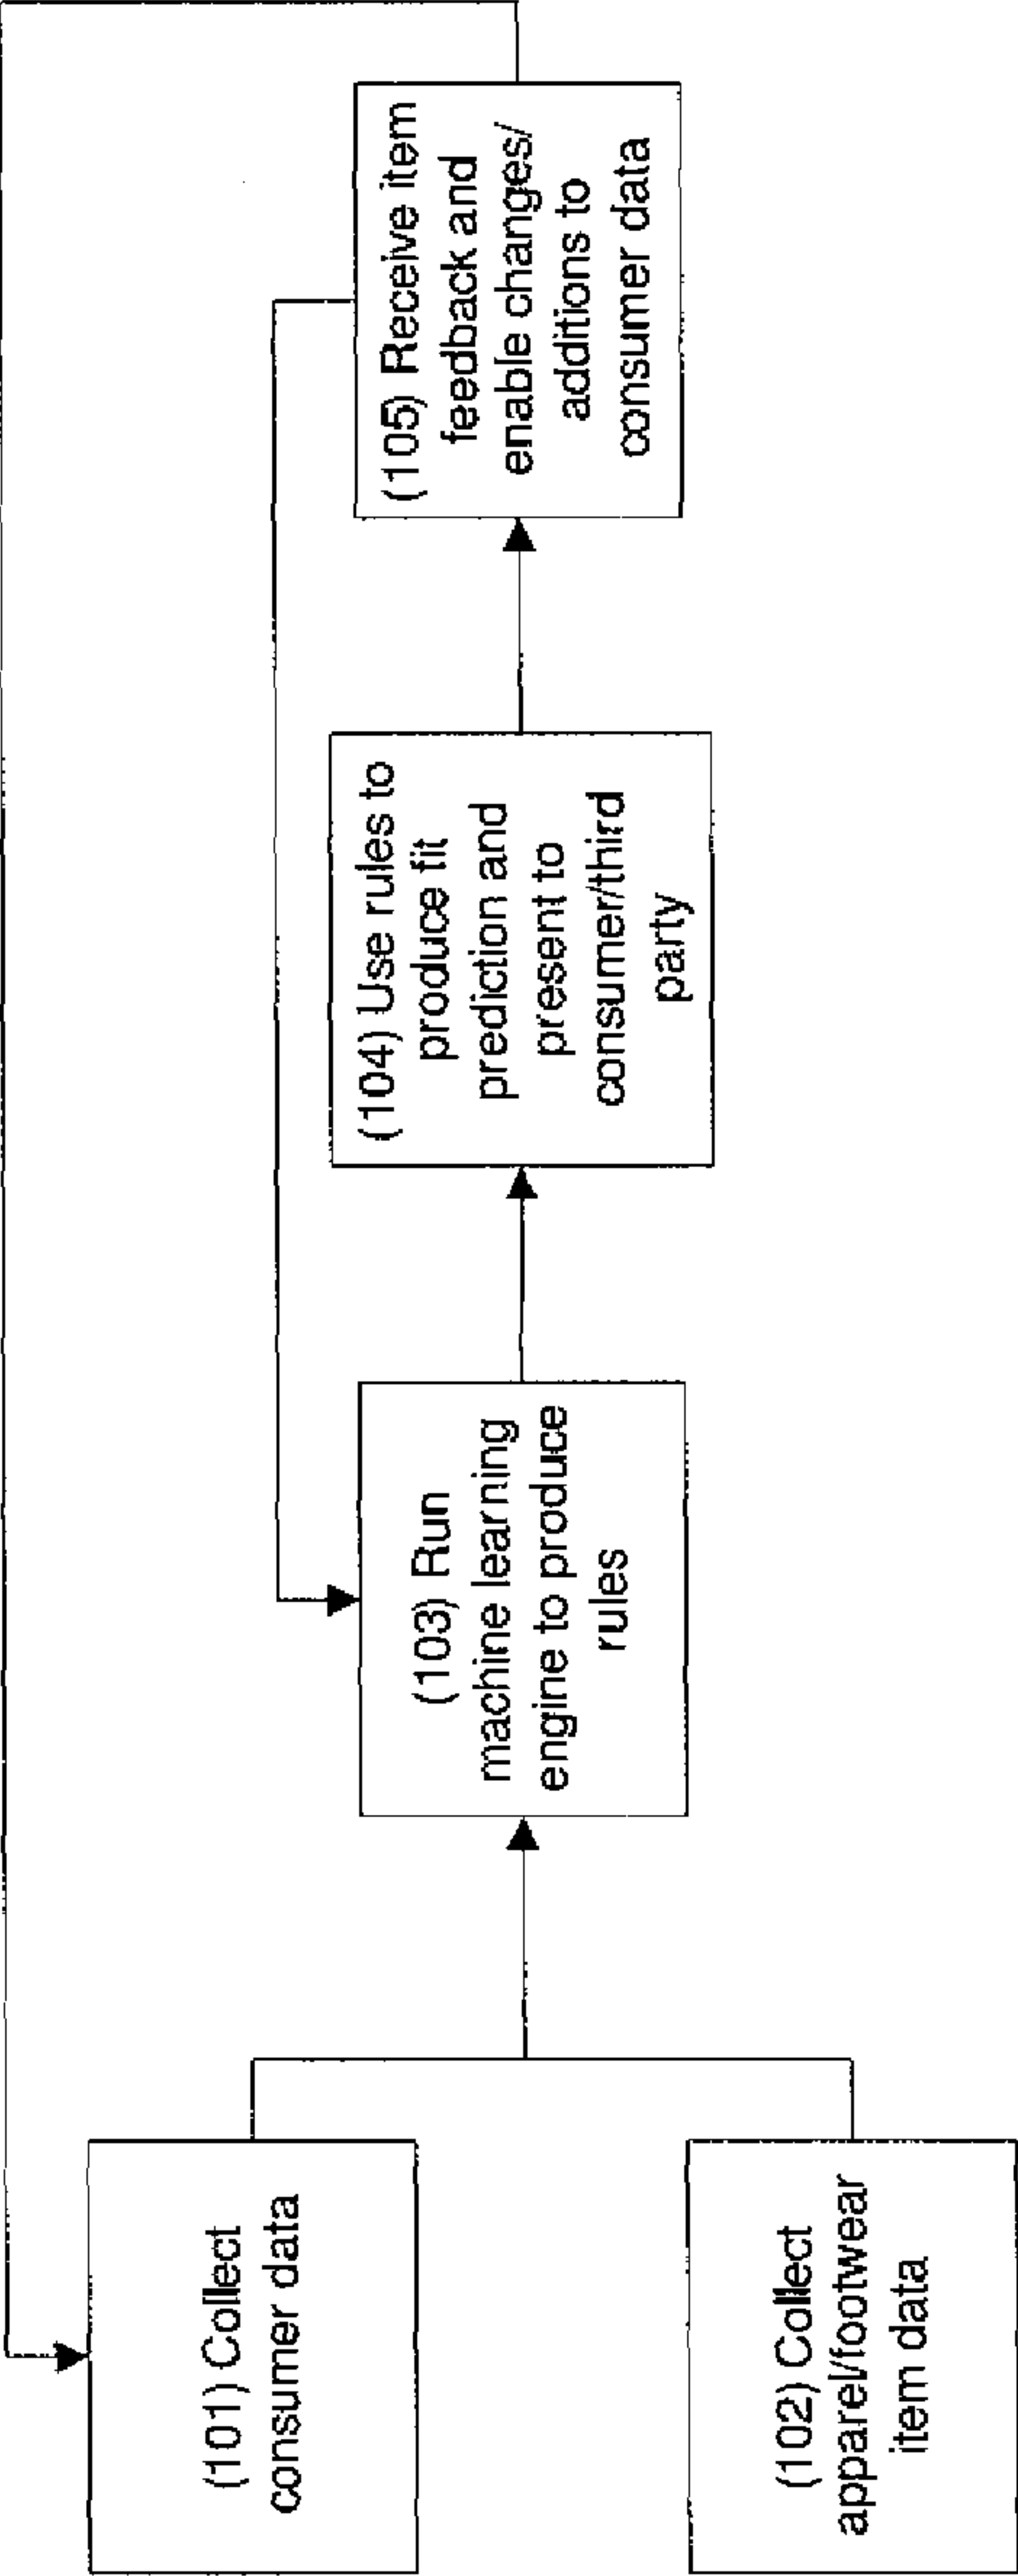 (101) Collect
consumer data
(102) Collect
apparel/footwear
item data
(103) Run
machine learning
engine to produce
rules
(104) Use rules to
produce fit
prediction and
present to
consumer/third
party
(105) Receive item
feedback and
enable changes/
additions to
consumer data